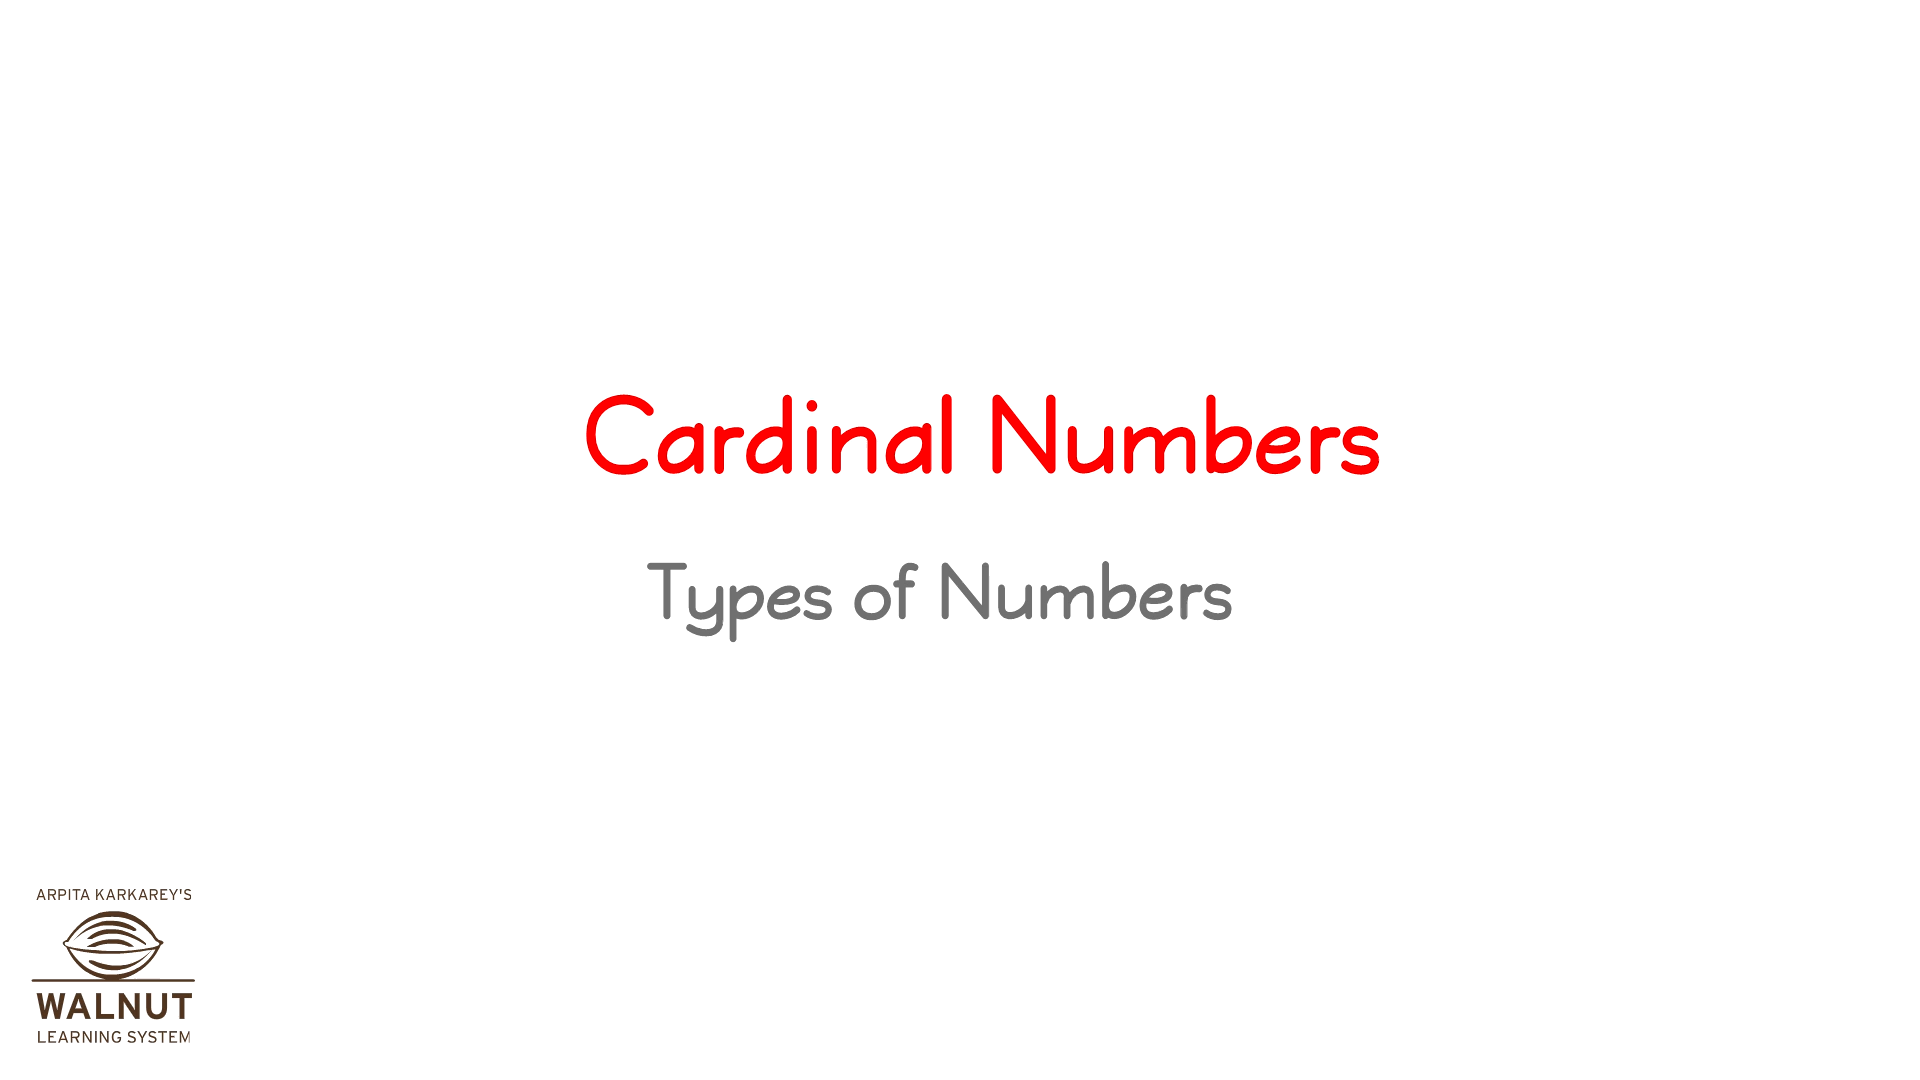 Cardinal Numbers
Types of Numbers
ARPITA KARKAREY'S
WALNUT
LEARNING SYSTEM